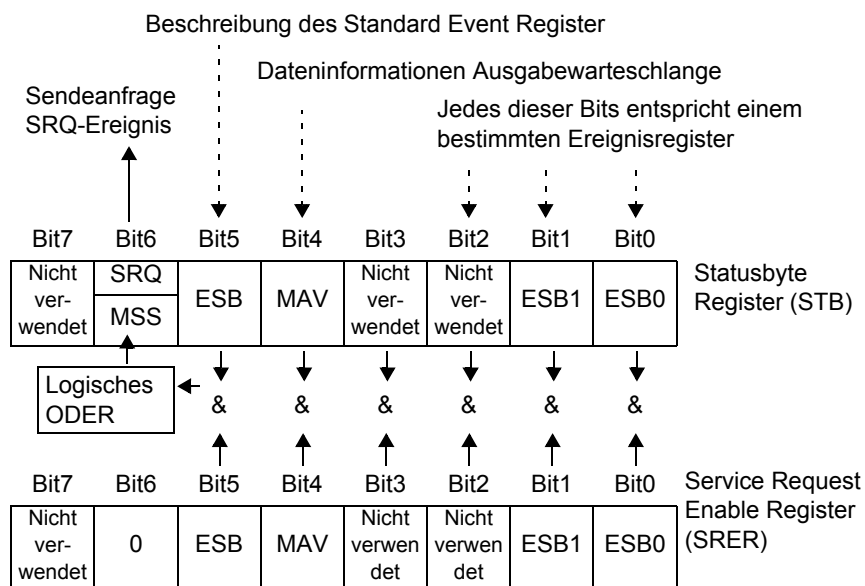 Beschreibung des Standard Event Register
Dateninformationen Ausgabewarteschlange
Sendeanfrage
SRQ-Ereignis
Jedes dieser Bits entspricht einem
bestimmten Ereignisregister
Bit7 Bit6 Bit5 Bit4 Bit3 Bit2 Bit1 Bit0
Nicht
ver-
wendet
SRQ
MSS
ESB
MAV
Nicht
ver-
wendet
Nicht
ver-
wendet
ESB1
ESB0
Statusbyte
Register (STB)
Logisches
ODER
& & & & & &
Bit7 Bit6 Bit5 Bit4 Bit3 Bit2 Bit1 Bit0
Nicht
ver-
wendet
0
ESB
MAV
Nicht
verwen
det
Nicht
verwen
det
ESB1
ESB0
Service Request
Enable Register
(SRER)